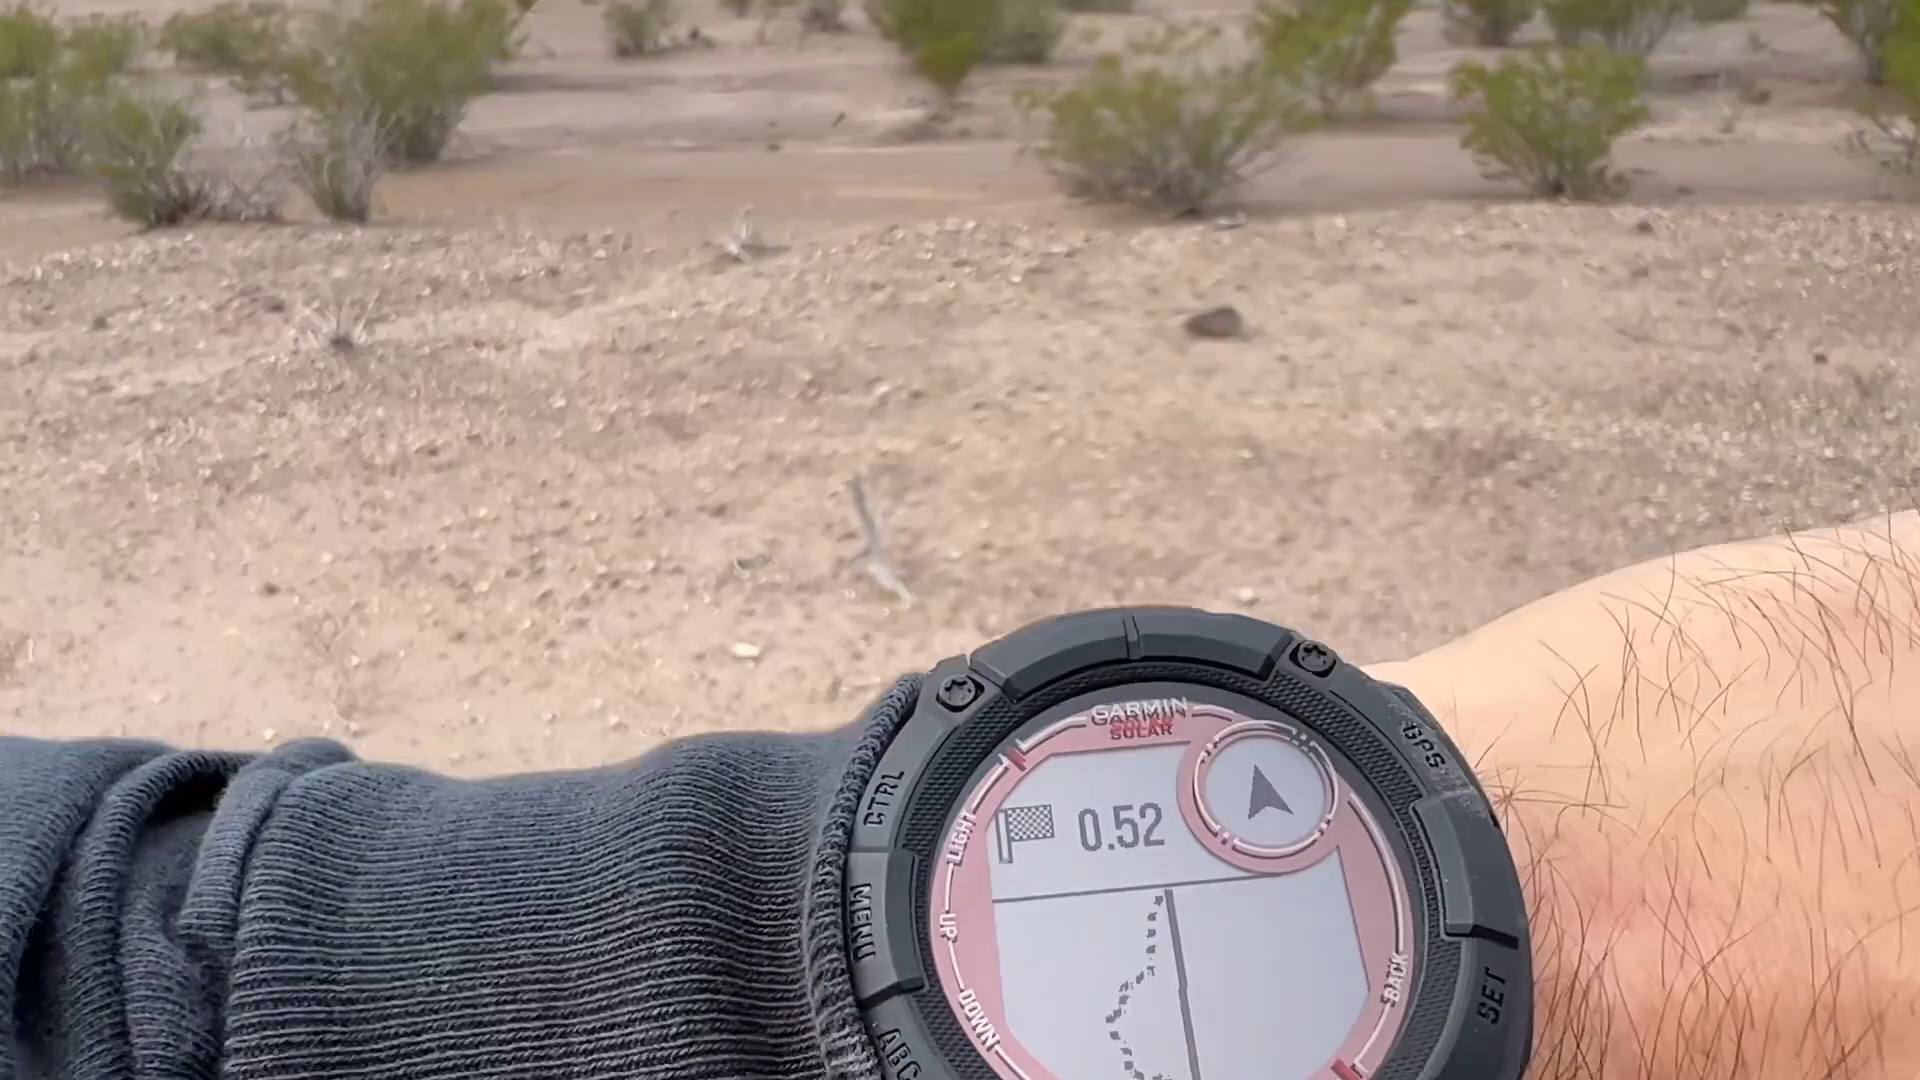 GARMIN
SOLAR
GPS
CTRL
LIGHT
0.52
MENU
UP
BACK
SET
DOWN
ABC